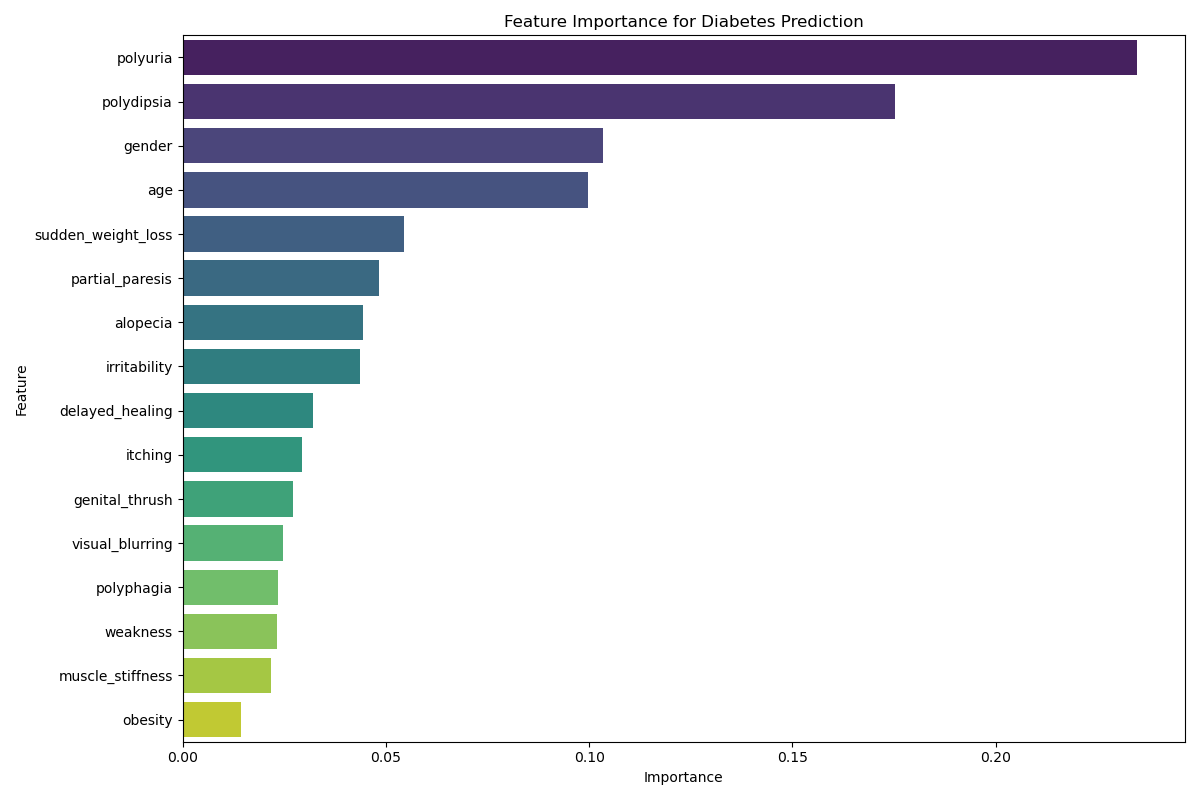 Feature Importance for Diabetes Prediction
polyuria
polydipsia
gender
age
sudden_weight_loss
partial_paresis
alopecia
irritability
delayed_healing
itching
genital_thrush
visual_blurring
polyphagia
weakness
muscle_stiffness
obesity
Feature
0.00 0.05 0.10 0.15 0.20
Importance